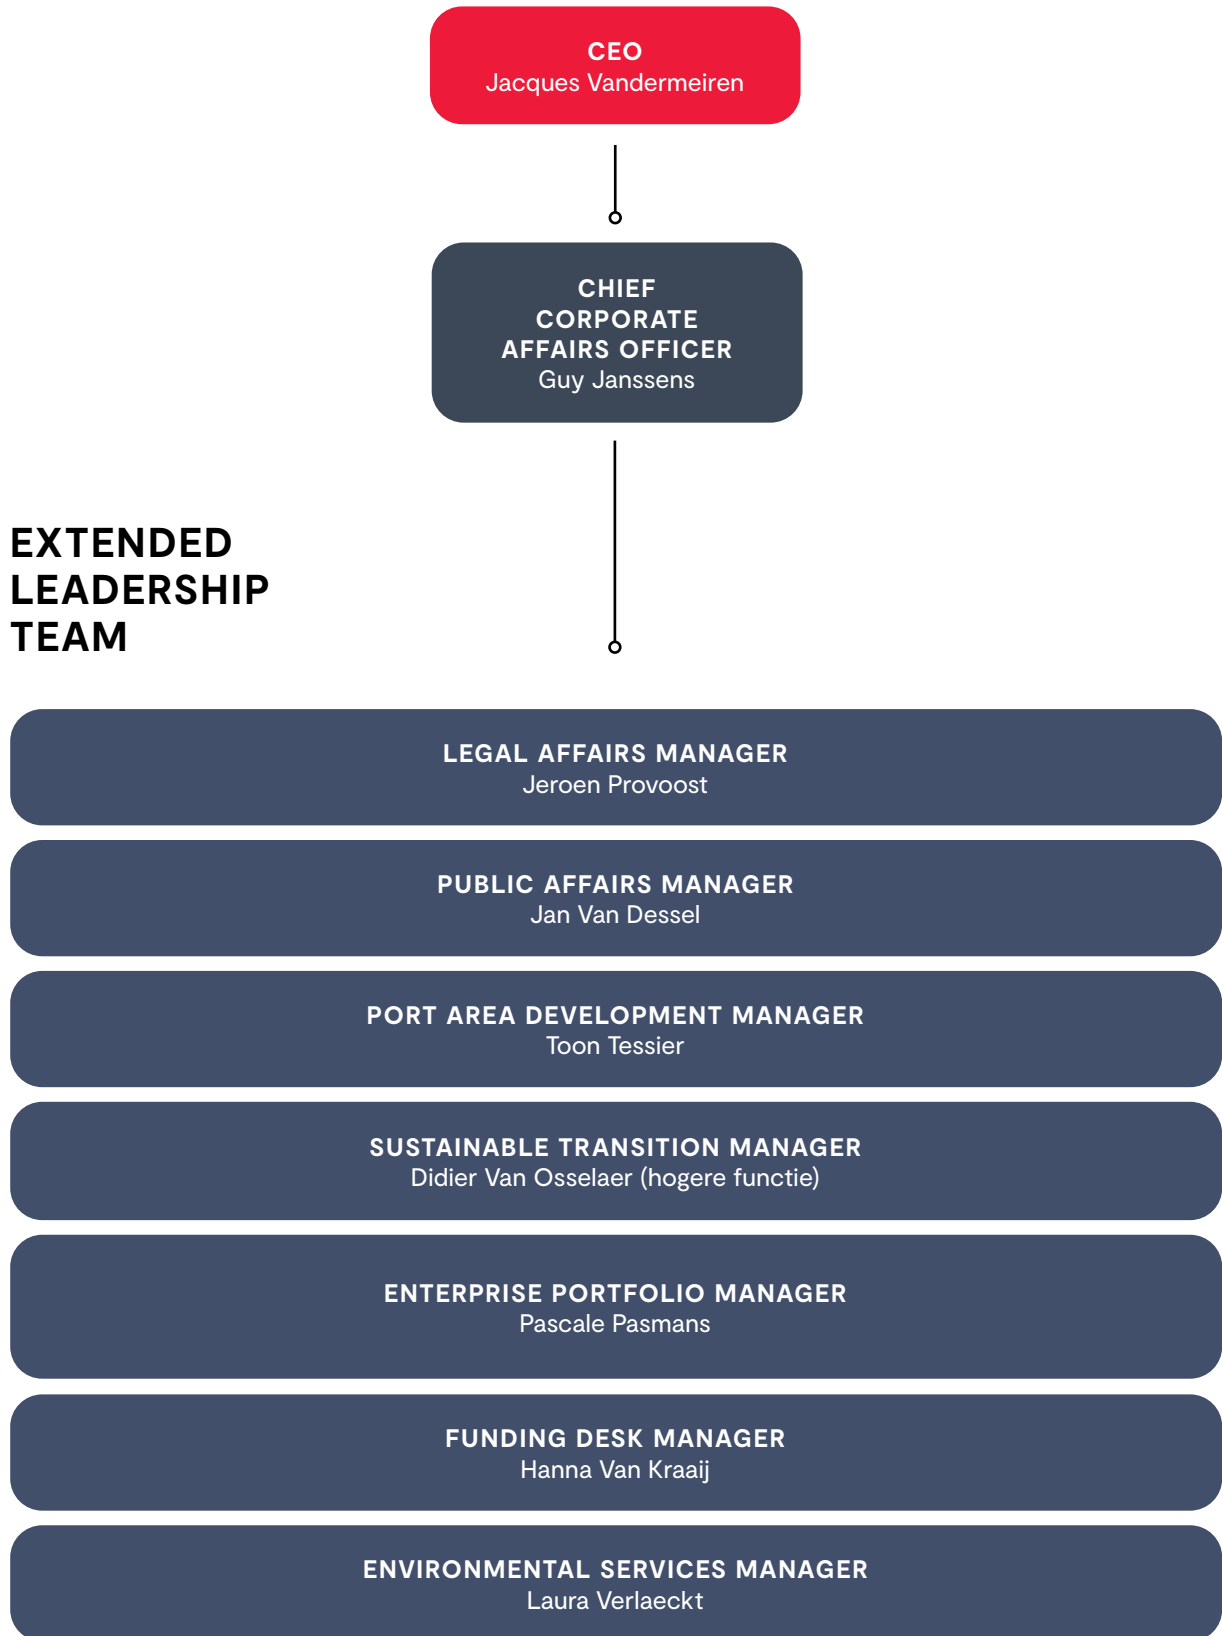 CEO
Jacques Vandermeiren
CHIEF
CORPORATE
AFFAIRS OFFICER
Guy Janssens
EXTENDED
LEADERSHIP
TEAM
LEGAL AFFAIRS MANAGER
Jeroen Provoost
PUBLIC AFFAIRS MANAGER
Jan Van Dessel
PORT AREA DEVELOPMENT MANAGER
Toon Tessier
SUSTAINABLE TRANSITION MANAGER
Didier Van Osselaer (hogere functie)
ENTERPRISE PORTFOLIO MANAGER
Pascale Pasmans
FUNDING DESK MANAGER
Hanna Van Kraaij
ENVIRONMENTAL SERVICES MANAGER
Laura Verlaeckt